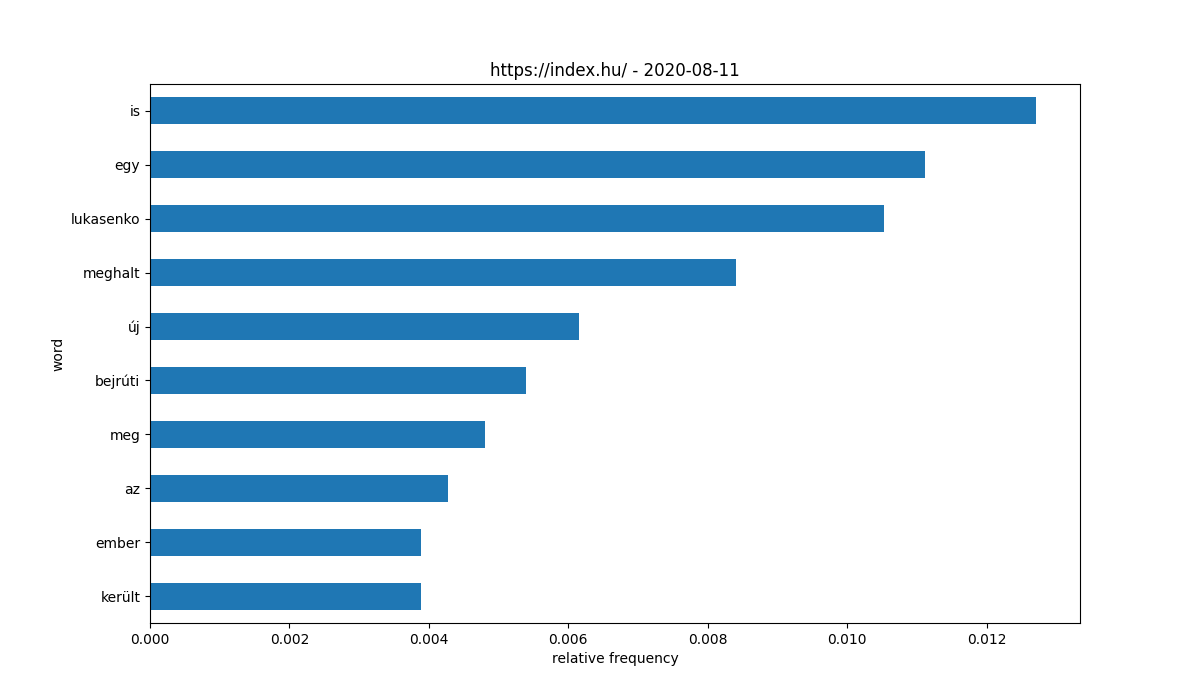 https://index.hu/ - 2020-08-11
is
egy
lukasenko
meghalt
új
bejrúti
meg
az
ember
került
word
0.000 0.002 0.004 0.006 0.008 0.010 0.012
relative frequency